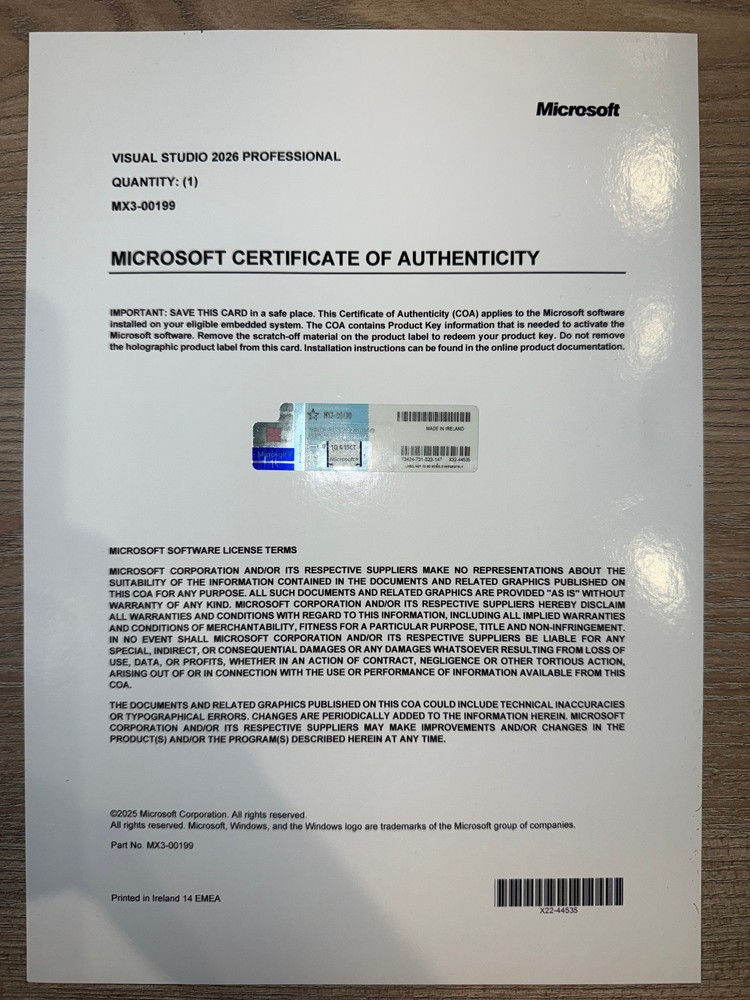 Microsoft
VISUAL STUDIO 2026 PROFESSIONAL
QUANTITY: (1)
MX3-00199
MICROSOFT CERTIFICATE OF AUTHENTICITY
IMPORTANT: SAVE THIS CARD in a safe place. This Certificate of Authenticity (COA) applies to the Microsoft software
installed on your eligible embedded system. The COA contains Product Key information that is needed to activate the
Microsoft software. Remove the scratch-off material on the product label to redeem your product key. Do not remove
the holographic product label from this card. Installation instructions can be found in the online product documentation.
MADE IN IRELAND
Microsoft
Microsoft
X22-44535
MICROSOFT SOFTWARE LICENSE TERMS
MICROSOFT CORPORATION AND/OR ITS RESPECTIVE SUPPLIERS MAKE NO REPRESENTATIONS ABOUT THE
SUITABILITY OF THE INFORMATION CONTAINED IN THE DOCUMENTS AND RELATED GRAPHICS PUBLISHED ON
THIS COA FOR ANY PURPOSE. ALL SUCH DOCUMENTS AND RELATED GRAPHICS ARE PROVIDED "AS IS" WITHOUT
WARRANTY OF ANY KIND. MICROSOFT CORPORATION AND/OR ITS RESPECTIVE SUPPLIERS HEREBY DISCLAIM
ALL WARRANTIES AND CONDITIONS WITH REGARD TO THIS INFORMATION, INCLUDING ALL IMPLIED WARRANTIES
AND CONDITIONS OF MERCHANTABILITY, FITNESS FOR A PARTICULAR PURPOSE, TITLE AND NON-INFRINGEMENT.
IN NO EVENT SHALL MICROSOFT CORPORATION AND/OR ITS RESPECTIVE SUPPLIERS BE LIABLE FOR ANY
SPECIAL, INDIRECT, OR CONSEQUENTIAL DAMAGES OR ANY DAMAGES WHATSOEVER RESULTING FROM LOSS OF
USE, DATA, OR PROFITS, WHETHER IN AN ACTION OF CONTRACT, NEGLIGENCE OR OTHER TORTIOUS ACTION,
ARISING OUT OF OR IN CONNECTION WITH THE USE OR PERFORMANCE OF INFORMATION AVAILABLE FROM THIS
COA.
THE DOCUMENTS AND RELATED GRAPHICS PUBLISHED ON THIS COA COULD INCLUDE TECHNICAL INACCURACIES
OR TYPOGRAPHICAL ERRORS. CHANGES ARE PERIODICALLY ADDED TO THE INFORMATION HEREIN. MICROSOFT
CORPORATION AND/OR ITS RESPECTIVE SUPPLIERS MAY MAKE IMPROVEMENTS AND/OR CHANGES IN THE
PRODUCT(S) AND/OR THE PROGRAM(S) DESCRIBED HEREIN AT ANY TIME.
©2025 Microsoft Corporation. All rights reserved.
All rights reserved. Microsoft, Windows, and the Windows logo are trademarks of the Microsoft group of companies.
Part No. MX3-00199
Printed in Ireland 14 EMEA
X22-44535